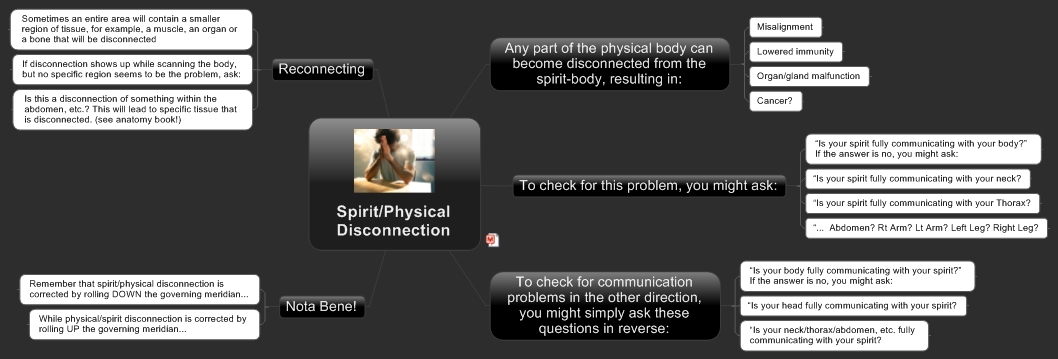 Spirit/Physical
Disconnection
Any part of the physical body can
become disconnected from the
spirit-body, resulting in:
Misalignment
Lowered immunity
Organ/gland malfunction
Cancer?
To check for this problem, you might ask:
“Is your spirit fully communicating with your body?”
If the answer is no, you might ask:
“Is your spirit fully communicating with your neck?
“Is your spirit fully communicating with your Thorax?
“... Abdomen? Rt Arm? Lt Arm? Left Leg? Right Leg?
To check for communication
problems in the other direction,
you might simply ask these
questions in reverse:
“Is your body fully communicating with your spirit?”
If the answer is no, you might ask:
“Is your head fully communicating with your spirit?
“Is your neck/thorax/abdomen, etc. fully
communicating with your spirit?
Reconnecting
Sometimes an entire area will contain a smaller
region of tissue, for example, a muscle, an organ or
a bone that will be disconnected
If disconnection shows up while scanning the body,
but no specific region seems to be the problem, ask:
Is this a disconnection of something within the
abdomen, etc.? This will lead to specific tissue that
is disconnected. (see anatomy book!)
Nota Bene!
Remember that spirit/physical disconnection is
corrected by rolling DOWN the governing meridian...
While physical/spirit disconnection is corrected by
rolling UP the governing meridian...